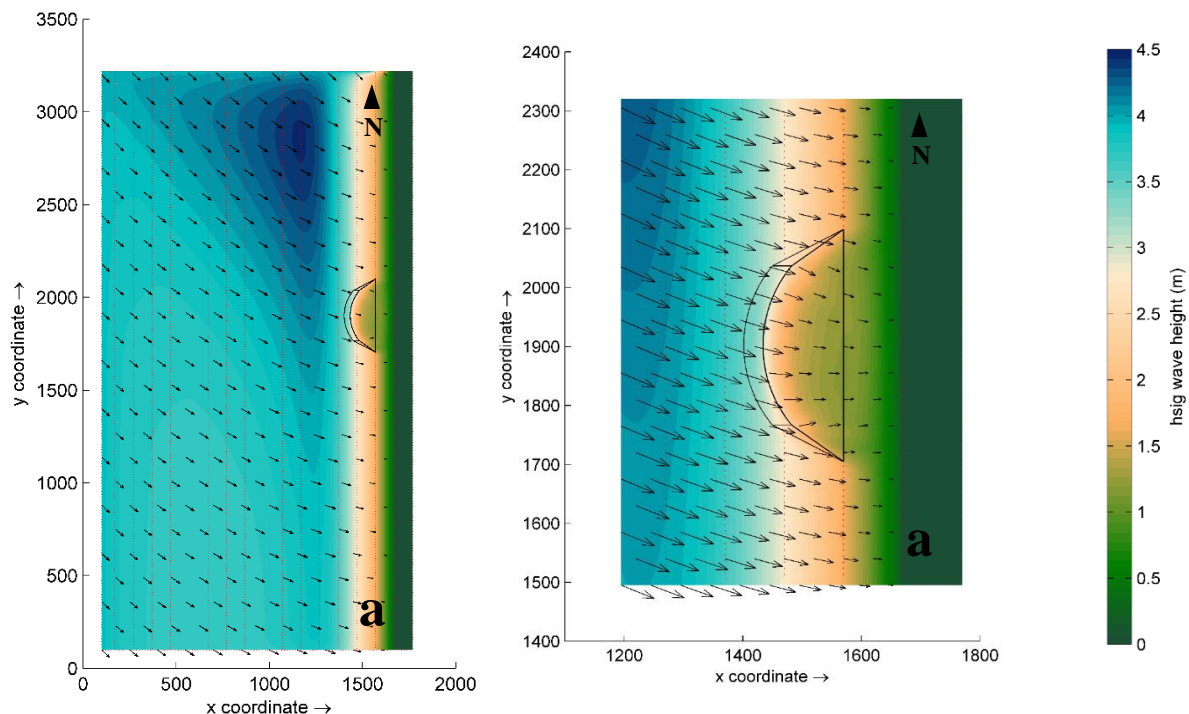 3500
3000
2500
2000
1500
1000
500
0
y coordinate →
0 500 1000 1500 2000
x coordinate →
N
a
2400
2300
2200
2100
2000
1900
1800
1700
1600
1500
1400
y coordinate →
1200 1400 1600 1800
x coordinate →
N
a
4.5
4
3.5
3
2.5
2
1.5
1
0.5
0
hsig wave height (m)